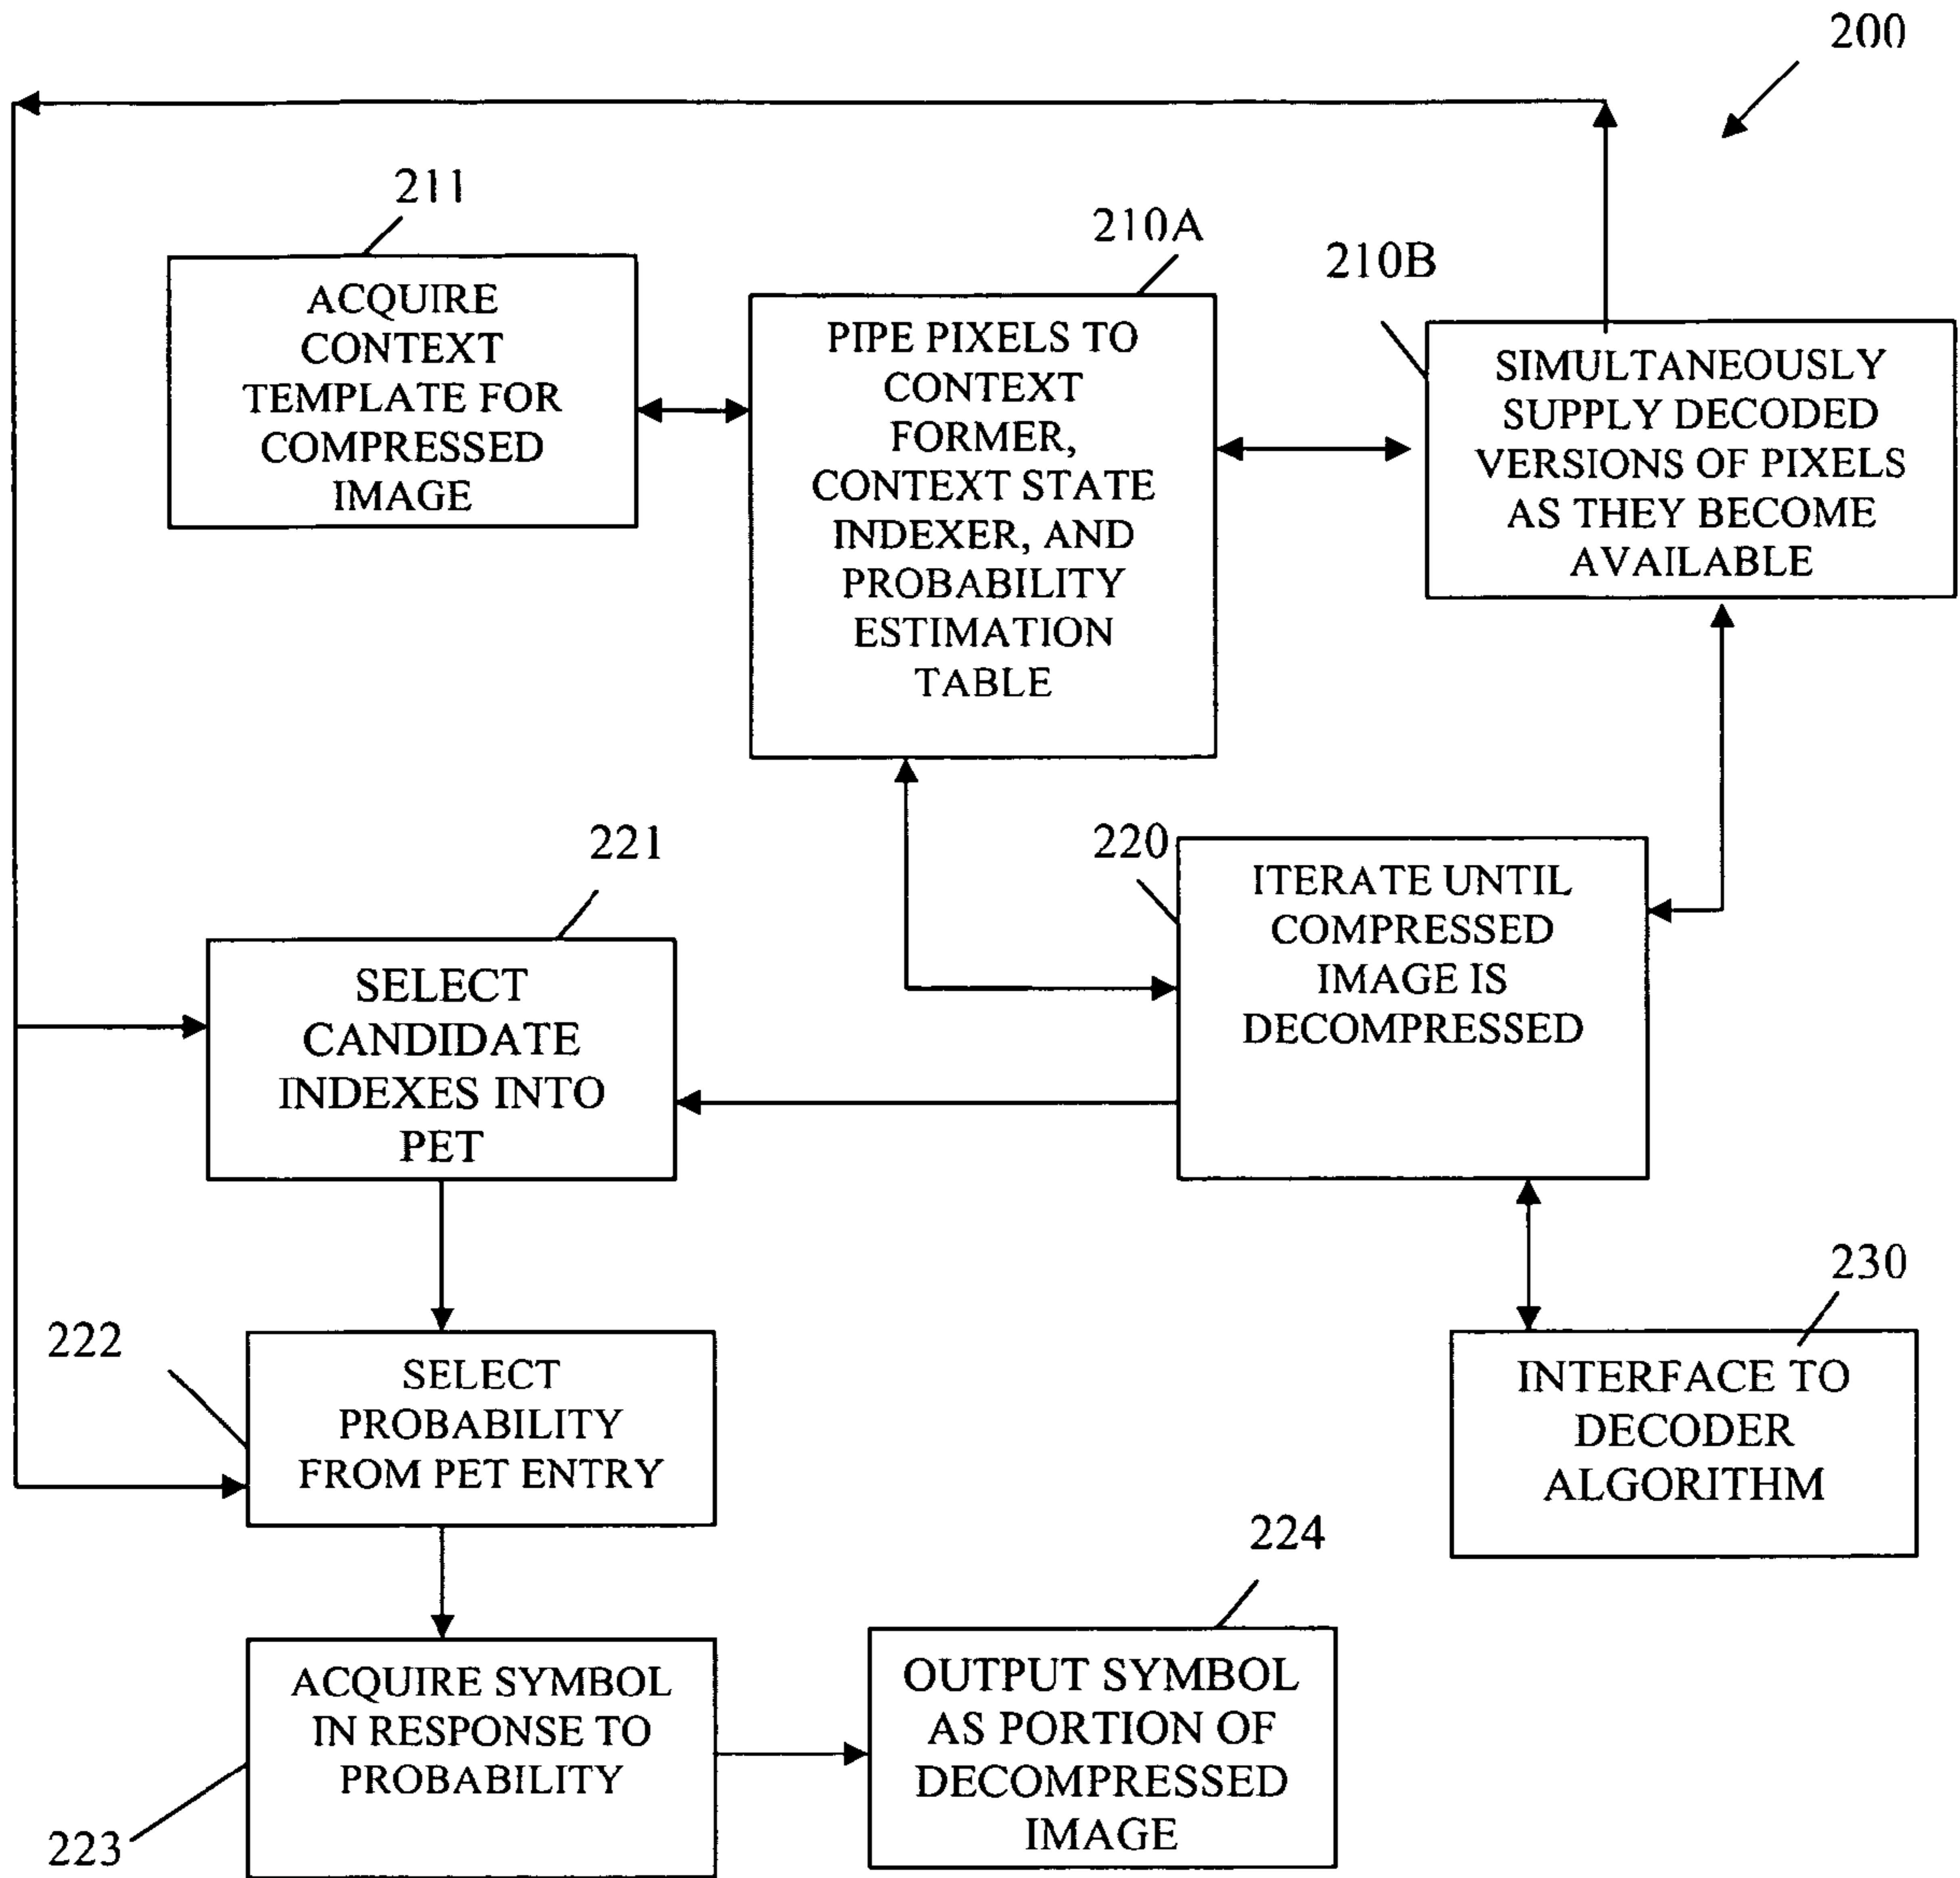 200
211
ACQUIRE
CONTEXT
TEMPLATE FOR
COMPRESSED
IMAGE
210A
PIPE PIXELS TO
CONTEXT
FORMER,
CONTEXT STATE
INDEXER, AND
PROBABILITY
ESTIMATION
TABLE
210B
SIMULTANEOUSLY
SUPPLY DECODED
VERSIONS OF PIXELS
AS THEY BECOME
AVAILABLE
221
SELECT
CANDIDATE
INDEXES INTO
PET
220
ITERATE UNTIL
COMPRESSED
IMAGE IS
DECOMPRESSED
222
SELECT
PROBABILITY
FROM PET ENTRY
230
INTERFACE TO
DECODER
ALGORITHM
223
ACQUIRE SYMBOL
IN RESPONSE TO
PROBABILITY
224
OUTPUT SYMBOL
AS PORTION OF
DECOMPRESSED
IMAGE